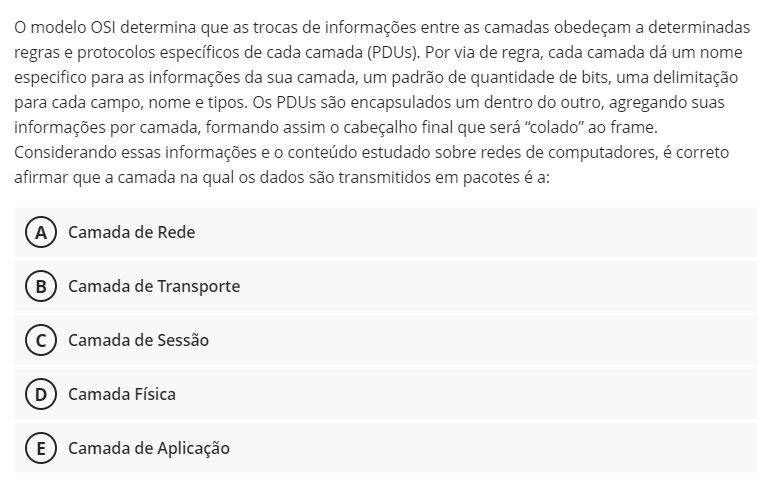 O modelo OSI determina que as trocas de informações entre as camadas obedeçam a determinadas
regras e protocolos específicos de cada camada (PDUs). Por via de regra, cada camada dá um nome
especifico para as informações da sua camada, um padrão de quantidade de bits, uma delimitação
para cada campo, nome e tipos. Os PDUs são encapsulados um dentro do outro, agregando suas
informações por camada, formando assim o cabeçalho final que será “colado” ao frame.
Considerando essas informações e o conteúdo estudado sobre redes de computadores, é correto
afirmar que a camada na qual os dados são transmitidos em pacotes é a:
A Camada de Rede
B Camada de Transporte
C Camada de Sessão
D Camada Física
E Camada de Aplicação